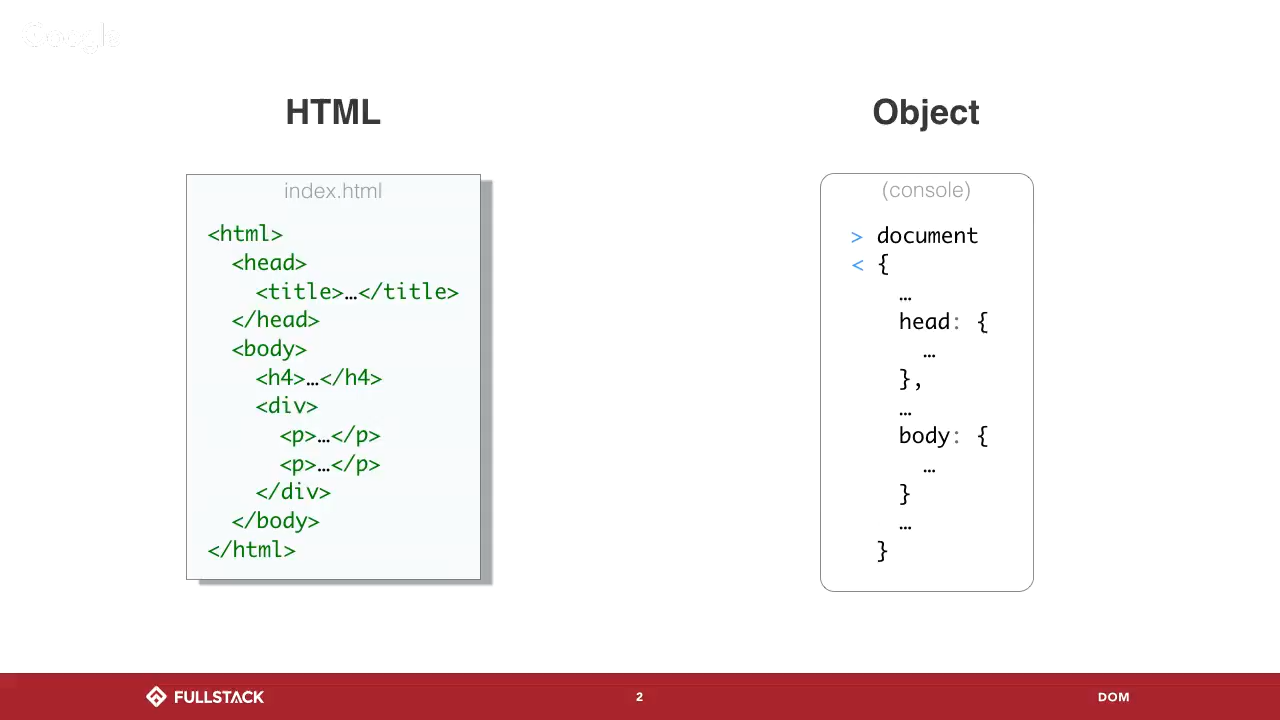 Google
HTML
index.html
<html>
  <head>
    <title>…</title>
  </head>
  <body>
    <h4>…</h4>
    <div>
      <p>…</p>
      <p>…</p>
    </div>
  </body>
</html>
Object
(console)
> document
< {
    …
    head: {
      …
    },
    …
    body: {
      …
    }
    …
  }
FULLSTACK
2
DOM